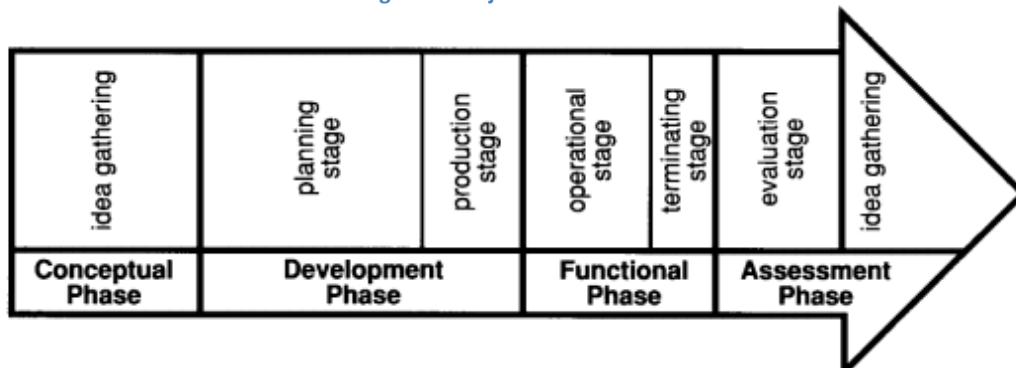 idea gathering
planning
stage
production
stage
operational
stage
terminating
stage
evaluation
stage
idea gathering
Conceptual
Phase
Development
Phase
Functional
Phase
Assessment
Phase